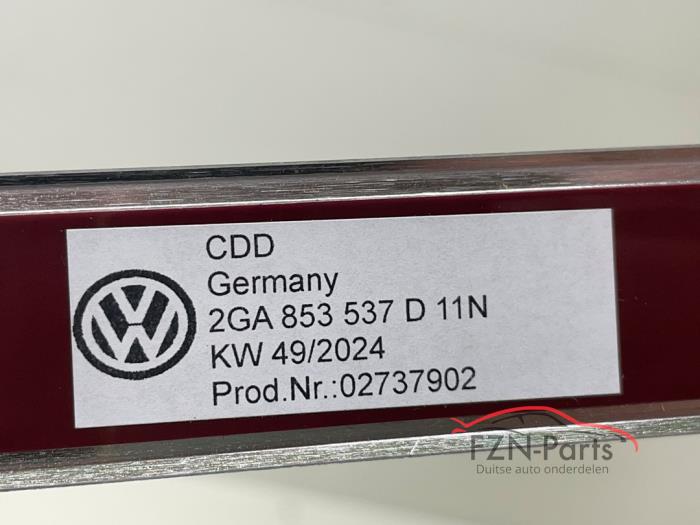 CDD
Germany
2GA 853 537 D 11N
KW 49/2024
Prod.Nr.:02737902
FZN-Parts
Duitse auto onderdelen